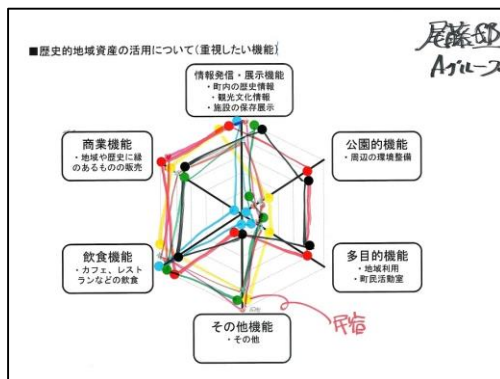 ■歴史的地域資産の活用について(重視したい機能)
尾藤邸
Aグループ
情報発信・展示機能
・町内の歴史情報
・観光文化情報
・施設の保存展示
商業機能
・地域や歴史に縁
のあるものの販売
公園的機能
・周辺の環境整備
飲食機能
・カフェ、レスト
ランなどの飲食
多目的機能
・地域利用
・町民活動室
その他機能
・その他
民宿